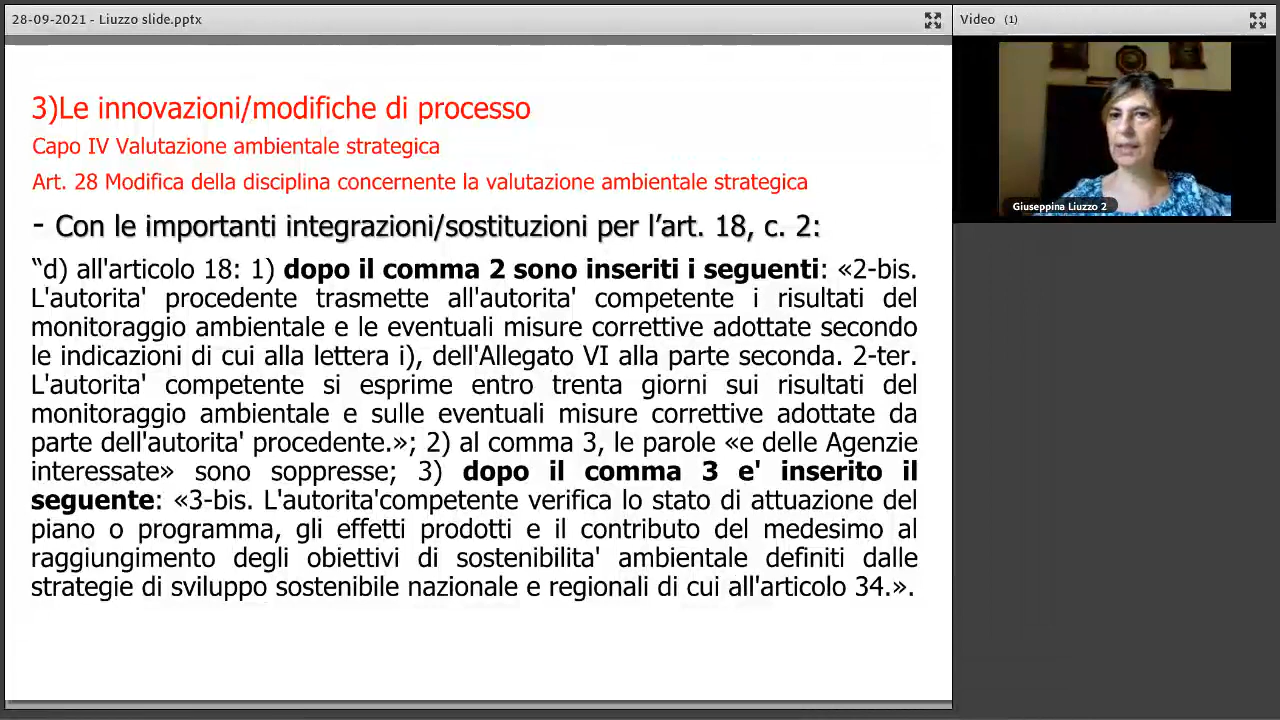 28-09-2021 - Liuzzo slide.pptx
Video (1)
3)Le innovazioni/modifiche di processo
Capo IV Valutazione ambientale strategica
Art. 28 Modifica della disciplina concernente la valutazione ambientale strategica
- Con le importanti integrazioni/sostituzioni per l’art. 18, c. 2:
“d) all'articolo 18: 1) dopo il comma 2 sono inseriti i seguenti: «2-bis.
L'autorita' procedente trasmette all'autorita' competente i risultati del
monitoraggio ambientale e le eventuali misure correttive adottate secondo
le indicazioni di cui alla lettera i), dell'Allegato VI alla parte seconda. 2-ter.
L'autorita' competente si esprime entro trenta giorni sui risultati del
monitoraggio ambientale e sulle eventuali misure correttive adottate da
parte dell'autorita' procedente.»; 2) al comma 3, le parole «e delle Agenzie
interessate» sono soppresse; 3) dopo il comma 3 e' inserito il
seguente: «3-bis. L'autorita'competente verifica lo stato di attuazione del
piano o programma, gli effetti prodotti e il contributo del medesimo al
raggiungimento degli obiettivi di sostenibilita' ambientale definiti dalle
strategie di sviluppo sostenibile nazionale e regionali di cui all'articolo 34.».
Giuseppina Liuzzo 2